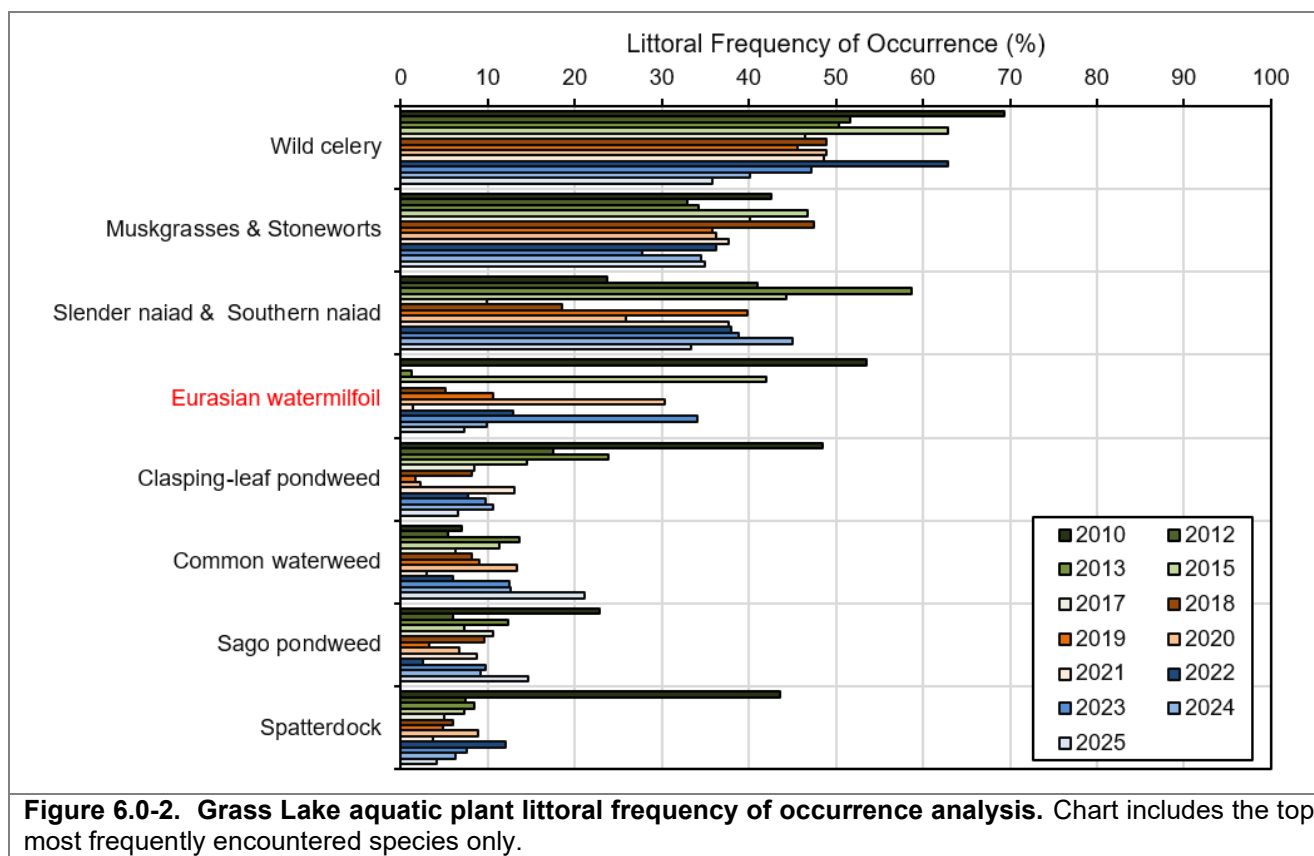 Littoral Frequency of Occurrence (%)
0 10 20 30 40 50 60 70 80 90 100
Wild celery
Muskgrasses & Stoneworts
Slender naiad & Southern naiad
Eurasian watermilfoil
Clasping-leaf pondweed
Common waterweed
Sago pondweed
Spatterdock
2010 2012
2013 2015
2017 2018
2019 2020
2021 2022
2023 2024
2025
Figure 6.0-2. Grass Lake aquatic plant littoral frequency of occurrence analysis. Chart includes the top
most frequently encountered species only.